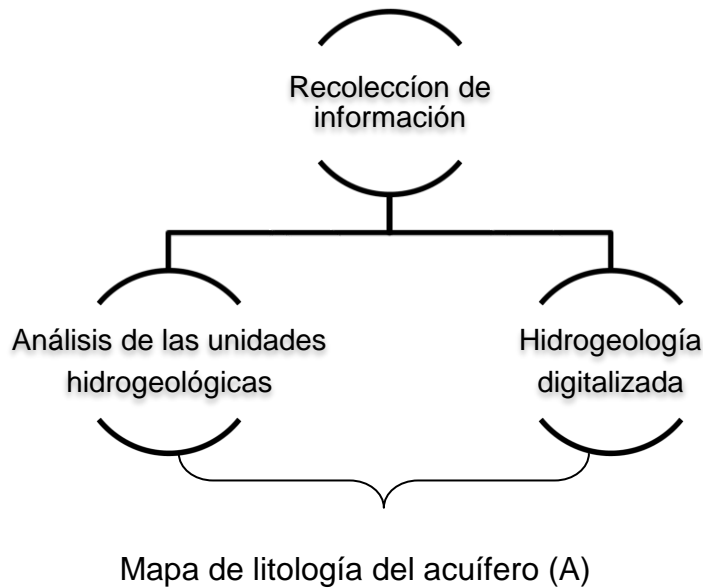 Recoleccíon de
información
Análisis de las unidades
hidrogeológicas
Hidrogeología
digitalizada
Mapa de litología del acuífero (A)